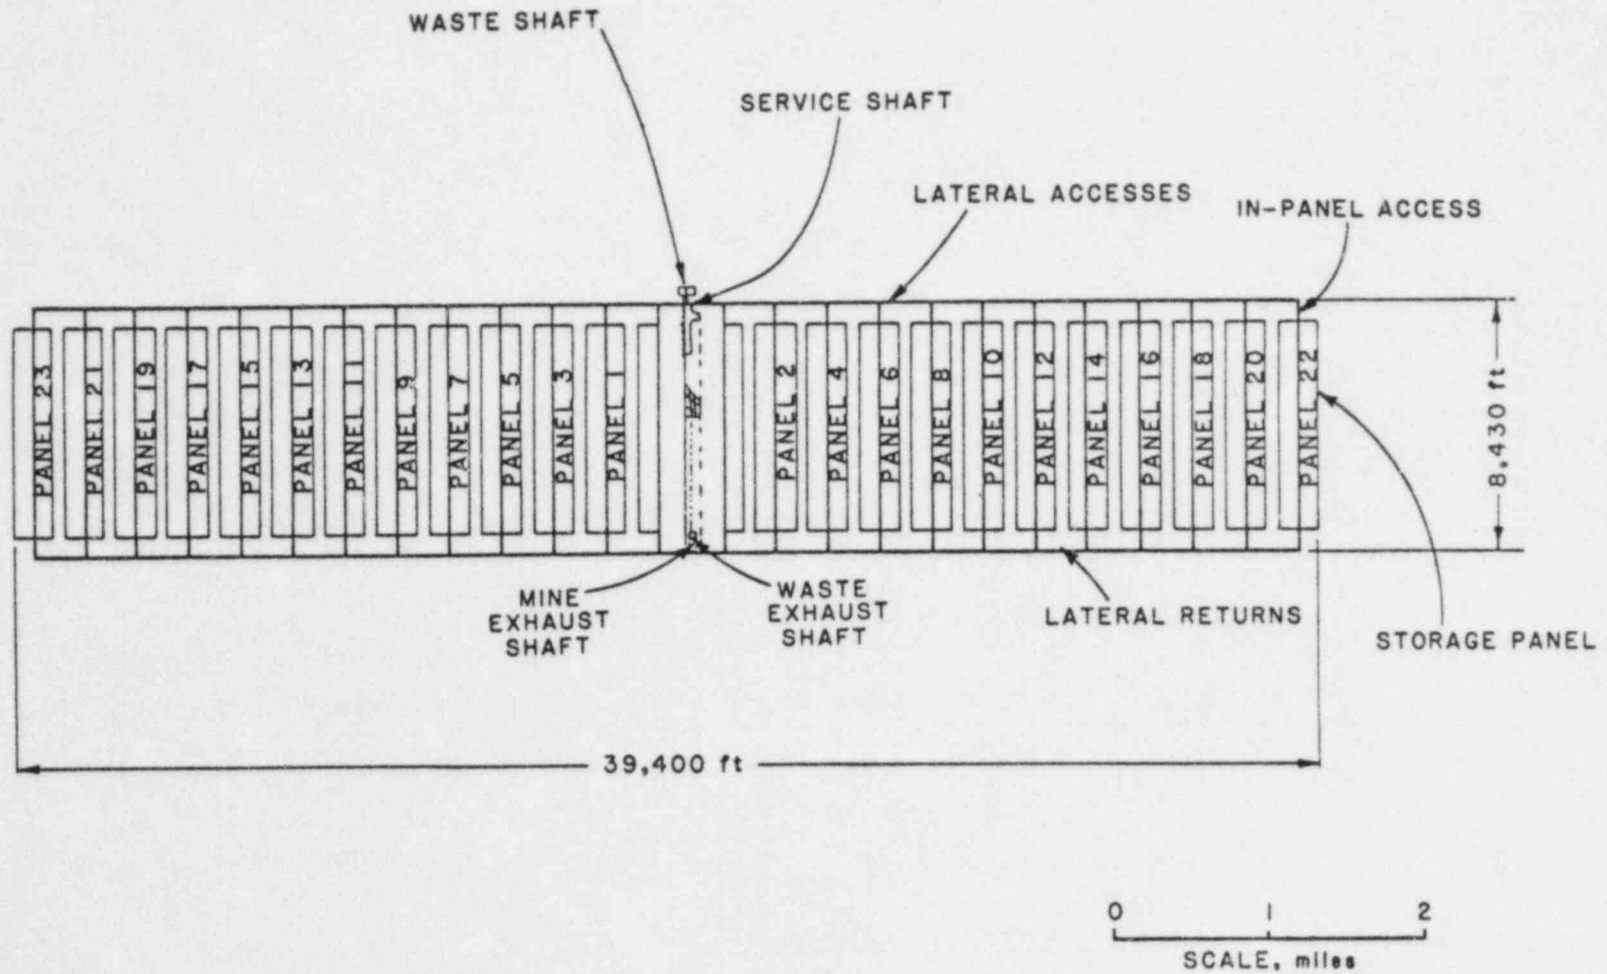 WASTE SHAFT
SERVICE SHAFT
LATERAL ACCESSES
IN-PANEL ACCESS
PANEL 23
PANEL 21
PANEL 19
PANEL 17
PANEL 15
PANEL 13
PANEL 11
PANEL 9
PANEL 7
PANEL 5
PANEL 3
PANEL 1
PANEL 2
PANEL 4
PANEL 6
PANEL 8
PANEL 10
PANEL 12
PANEL 14
PANEL 16
PANEL 18
PANEL 20
PANEL 22
8,430 ft
MINE
EXHAUST
SHAFT
WASTE
EXHAUST
SHAFT
LATERAL RETURNS
STORAGE PANEL
39,400 ft
0 1 2
SCALE, miles